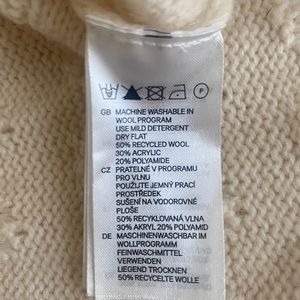 GB MACHINE WASHABLE IN
WOOL PROGRAM
USE MILD DETERGENT
DRY FLAT
50% RECYCLED WOOL
30% ACRYLIC
20% POLYAMIDE
CZ PRATELNÉ V PROGRAMU
PRO VLNU
POUŽIJTE JEMNÝ PRACÍ
PROSTŘEDEK
SUŠENÍ NA VODOROVNÉ
PLOŠE
50% RECYKLOVANÁ VLNA
30% AKRYL 20% POLYAMID
DE MASCHINENWASCHBAR IM
WOLLPROGRAMM
FEINWASCHMITTEL
VERWENDEN
LIEGEND TROCKNEN
50% RECYCELTE WOLLE